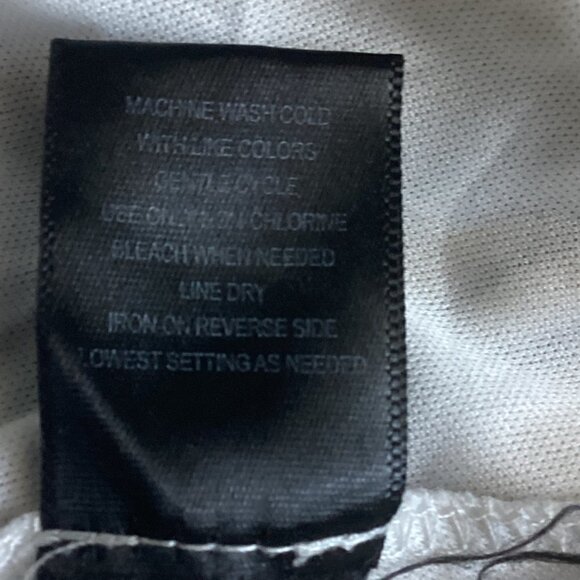 MACHINE WASH COLD
WITH LIKE COLORS
GENTLE CYCLE
USE ONLY NON CHLORINE
BLEACH WHEN NEEDED
LINE DRY
IRON ON REVERSE SIDE
LOWEST SETTING AS NEEDED